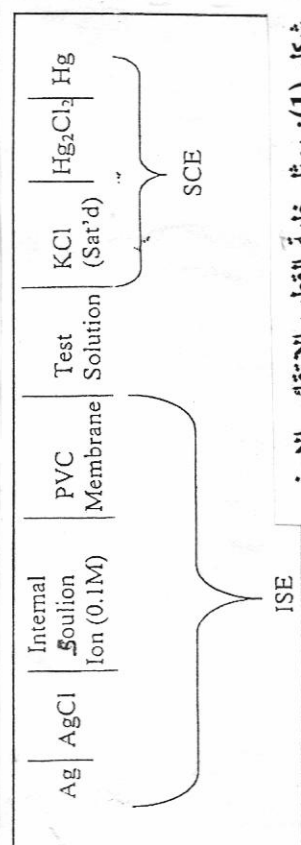 Ag | AgCl | Internal Soulion Ion (0.1M) | PVC Membrane | Test Solution | KCl (Sat'd) | Hg₂Cl₂ | Hg
ISE
SCE